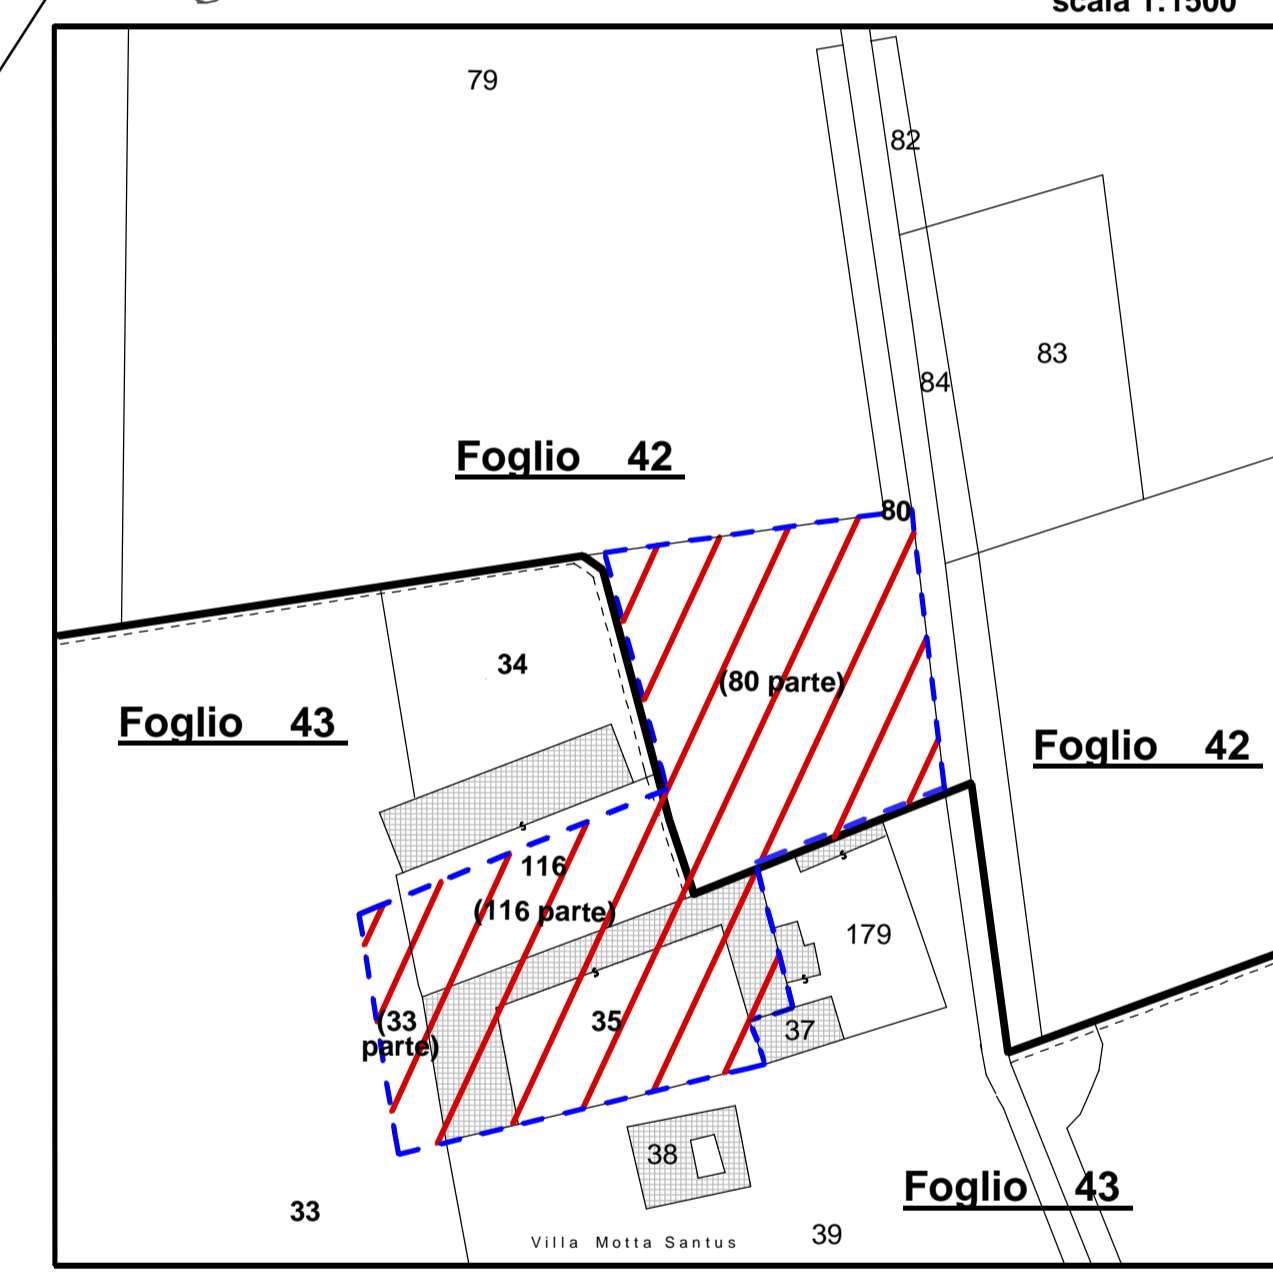 scala 1:1500
79
82
83
84
Foglio 42
80
34
(80 parte)
Foglio 43
Foglio 42
116
(116 parte)
179
(33
parte)
35
37
38
Foglio 43
33
39
Villa Motta Santus